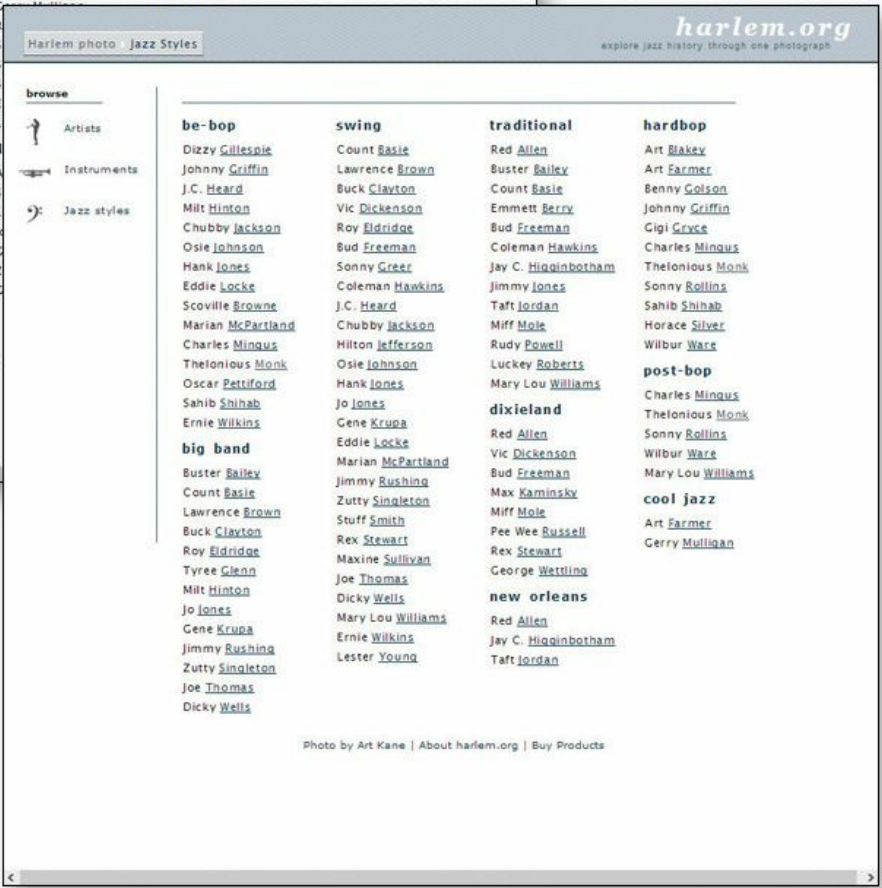 harlem.org
explore jazz history through one photograph
Harlem photo › Jazz Styles
browse
Artists
Instruments
Jazz styles
be-bop
Dizzy Gillespie
Johnny Griffin
J.C. Heard
Milt Hinton
Chubby Jackson
Osie Johnson
Hank Jones
Eddie Locke
Scoville Browne
Marian McPartland
Charles Mingus
Thelonious Monk
Oscar Pettiford
Sahib Shihab
Ernie Wilkins
big band
Buster Bailey
Count Basie
Lawrence Brown
Buck Clayton
Roy Eldridge
Tyree Glenn
Milt Hinton
Jo Jones
Gene Krupa
Jimmy Rushing
Zutty Singleton
Joe Thomas
Dicky Wells
swing
Count Basie
Lawrence Brown
Buck Clayton
Vic Dickenson
Roy Eldridge
Bud Freeman
Sonny Greer
Coleman Hawkins
J.C. Heard
Chubby Jackson
Hilton Jefferson
Osie Johnson
Hank Jones
Jo Jones
Gene Krupa
Eddie Locke
Marian McPartland
Jimmy Rushing
Zutty Singleton
Stuff Smith
Rex Stewart
Maxine Sullivan
Joe Thomas
Dicky Wells
Mary Lou Williams
Ernie Wilkins
Lester Young
traditional
Red Allen
Buster Bailey
Count Basie
Emmett Berry
Bud Freeman
Coleman Hawkins
Jay C. Higginbotham
Jimmy Jones
Taft Jordan
Miff Mole
Rudy Powell
Luckey Roberts
Mary Lou Williams
dixieland
Red Allen
Vic Dickenson
Bud Freeman
Max Kaminsky
Miff Mole
Pee Wee Russell
Rex Stewart
George Wettling
new orleans
Red Allen
Jay C. Higginbotham
Taft Jordan
hardbop
Art Blakey
Art Farmer
Benny Golson
Johnny Griffin
Gigi Gryce
Charles Mingus
Thelonious Monk
Sonny Rollins
Sahib Shihab
Horace Silver
Wilbur Ware
post-bop
Charles Mingus
Thelonious Monk
Sonny Rollins
Wilbur Ware
Mary Lou Williams
cool jazz
Art Farmer
Gerry Mulligan
Photo by Art Kane | About harlem.org | Buy Products